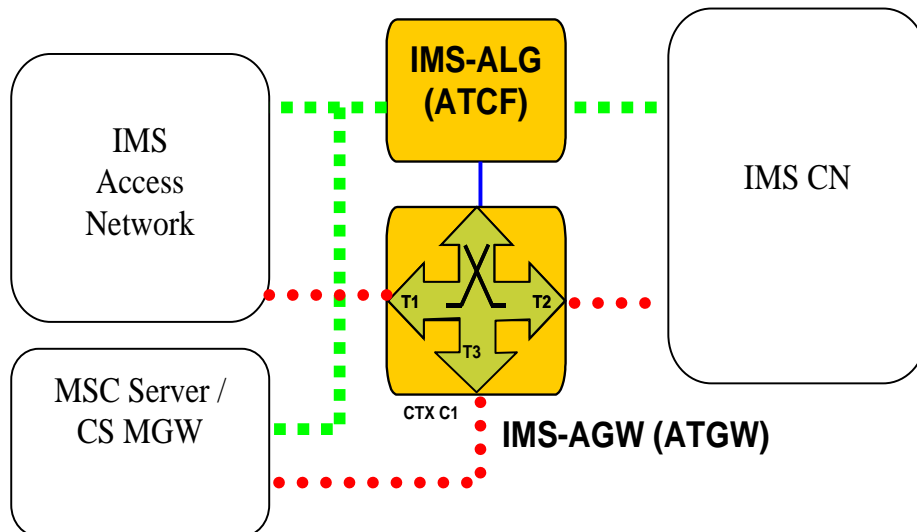 IMS-ALG
(ATCF)
IMS
Access
Network
IMS CN
T1
T2
T3
MSC Server /
CS MGW
CTX C1
IMS-AGW (ATGW)